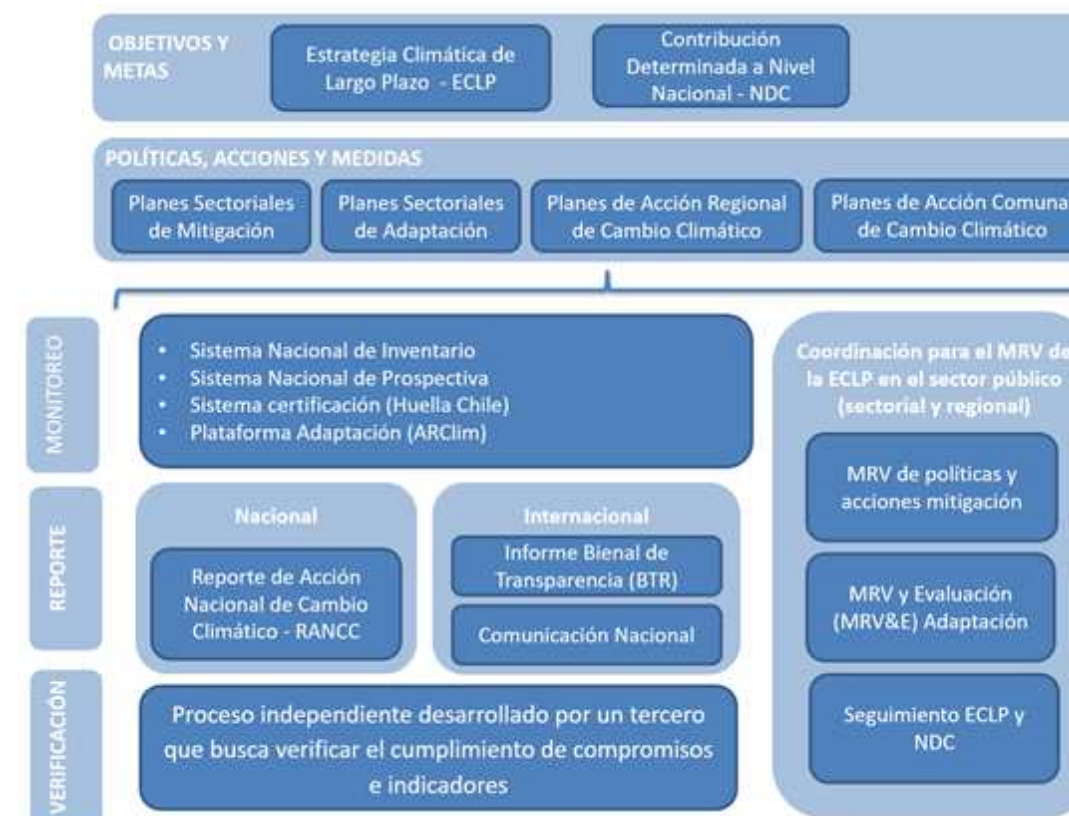 OBJETIVOS Y
METAS
Estrategia Climática de
Largo Plazo - ECLP
Contribución
Determinada a Nivel
Nacional - NDC
POLÍTICAS, ACCIONES Y MEDIDAS
Planes Sectoriales
de Mitigación
Planes Sectoriales
de Adaptación
Planes de Acción Regional
de Cambio Climático
Planes de Acción Comuna
de Cambio Climático
MONITOREO
• Sistema Nacional de Inventario
• Sistema Nacional de Prospectiva
• Sistema certificación (Huella Chile)
• Plataforma Adaptación (ARClim)
REPORTE
Nacional
Reporte de Acción
Nacional de Cambio
Climático - RANCC
Internacional
Informe Bienal de
Transparencia (BTR)
Comunicación Nacional
VERIFICACIÓN
Proceso independiente desarrollado por un tercero
que busca verificar el cumplimiento de compromisos
e indicadores
Coordinación para el MRV de
la ECLP en el sector público
(sectorial y regional)
MRV de políticas y
acciones mitigación
MRV y Evaluación
(MRV&E) Adaptación
Seguimiento ECLP y
NDC